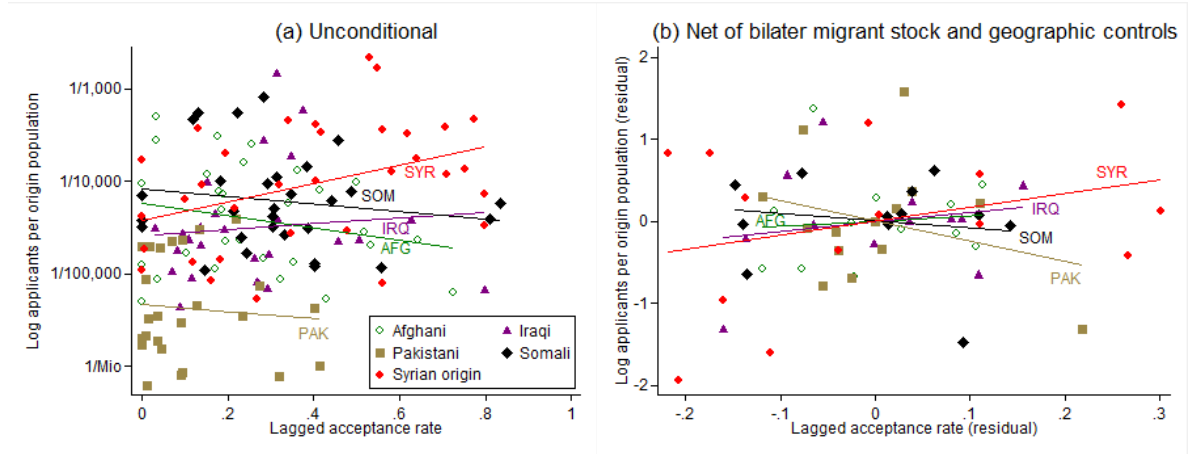 (a) Unconditional
Log applicants per origin population
1/1,000
1/10,000
1/100,000
1/Mio
SYR
SOM
IRQ
AFG
PAK
Afghani
Iraqi
Pakistani
Somali
Syrian origin
0
.2
.4
.6
.8
1
Lagged acceptance rate
(b) Net of bilater migrant stock and geographic controls
Log applicants per origin population (residual)
2
1
0
-1
-2
SYR
IRQ
AFG
SOM
PAK
-.2
-.1
0
.1
.2
.3
Lagged acceptance rate (residual)